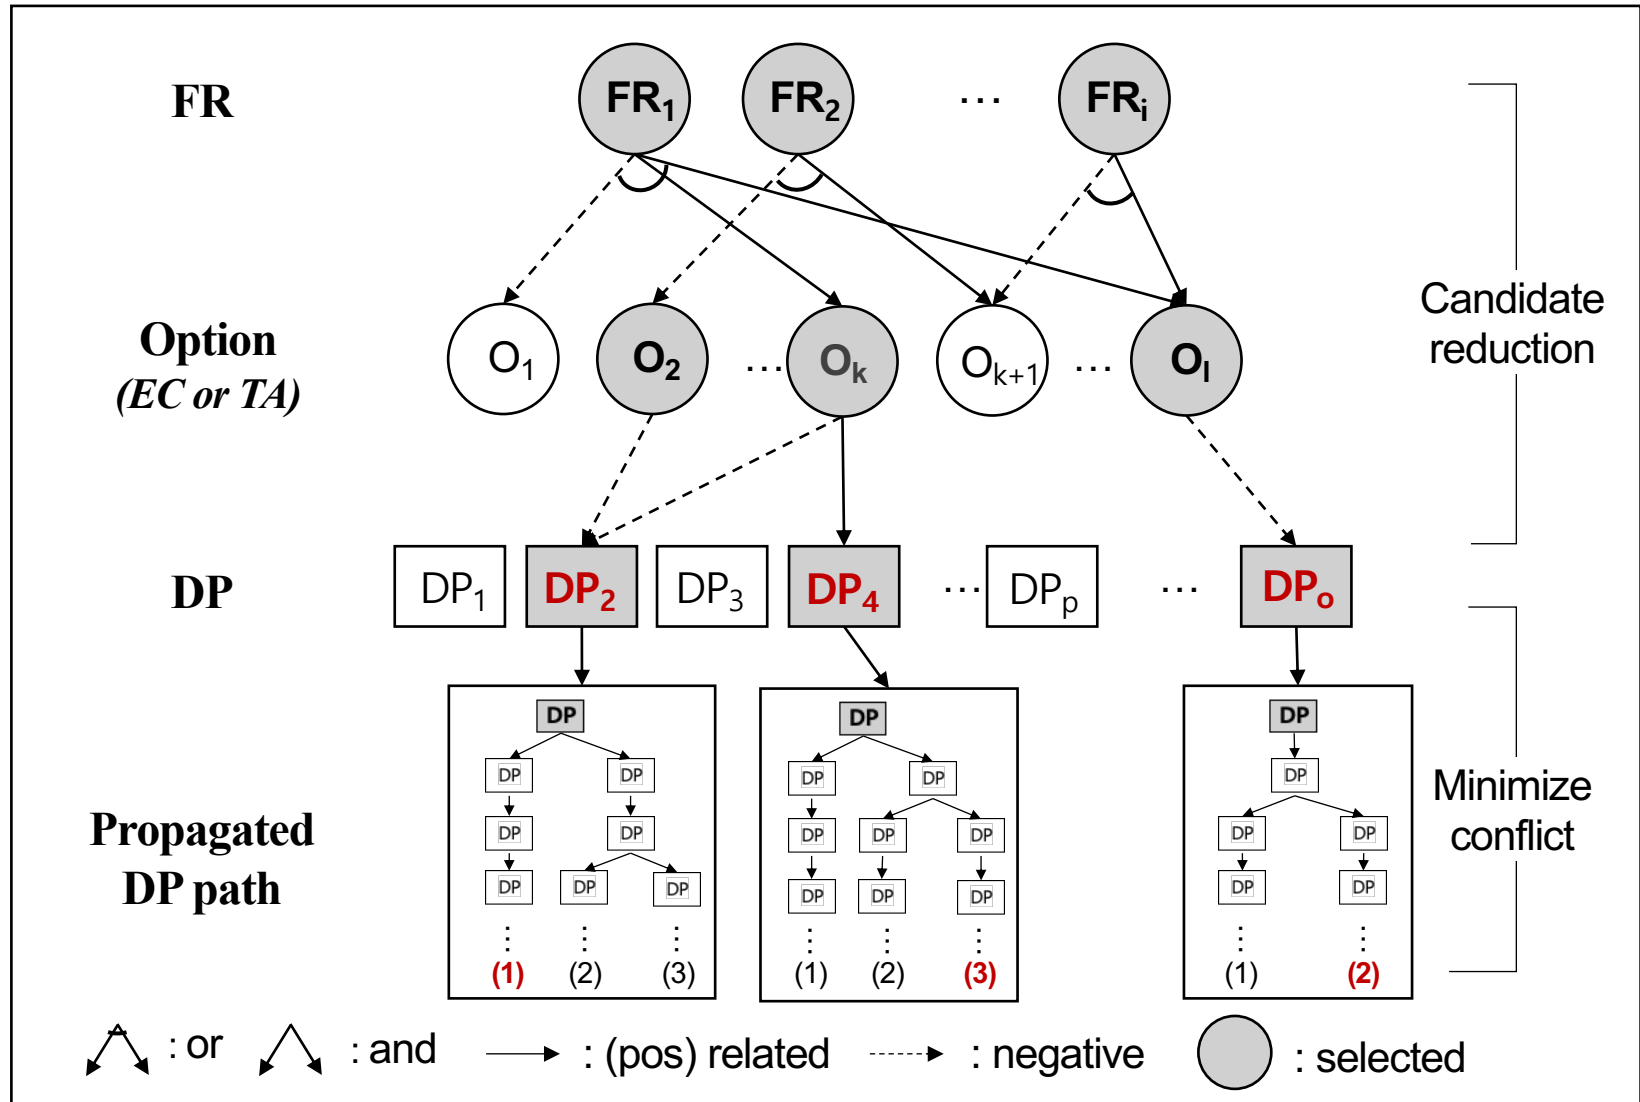 FR
FR1
FR2
...
FRi
Option
(EC or TA)
O1
O2
...
Ok
Ok+1
...
Ol
Candidate
reduction
DP
DP1
DP2
DP3
DP4
...
DPp
...
DPo
Propagated
DP path
DP
DP DP
DP DP
DP DP DP
⋮ ⋮ ⋮
(1) (2) (3)
DP
DP DP
DP DP DP
DP DP DP
⋮ ⋮ ⋮
(1) (2) (3)
DP
DP
DP DP
DP DP
⋮ ⋮
(1) (2)
Minimize
conflict
: or
: and
: (pos) related
: negative
: selected